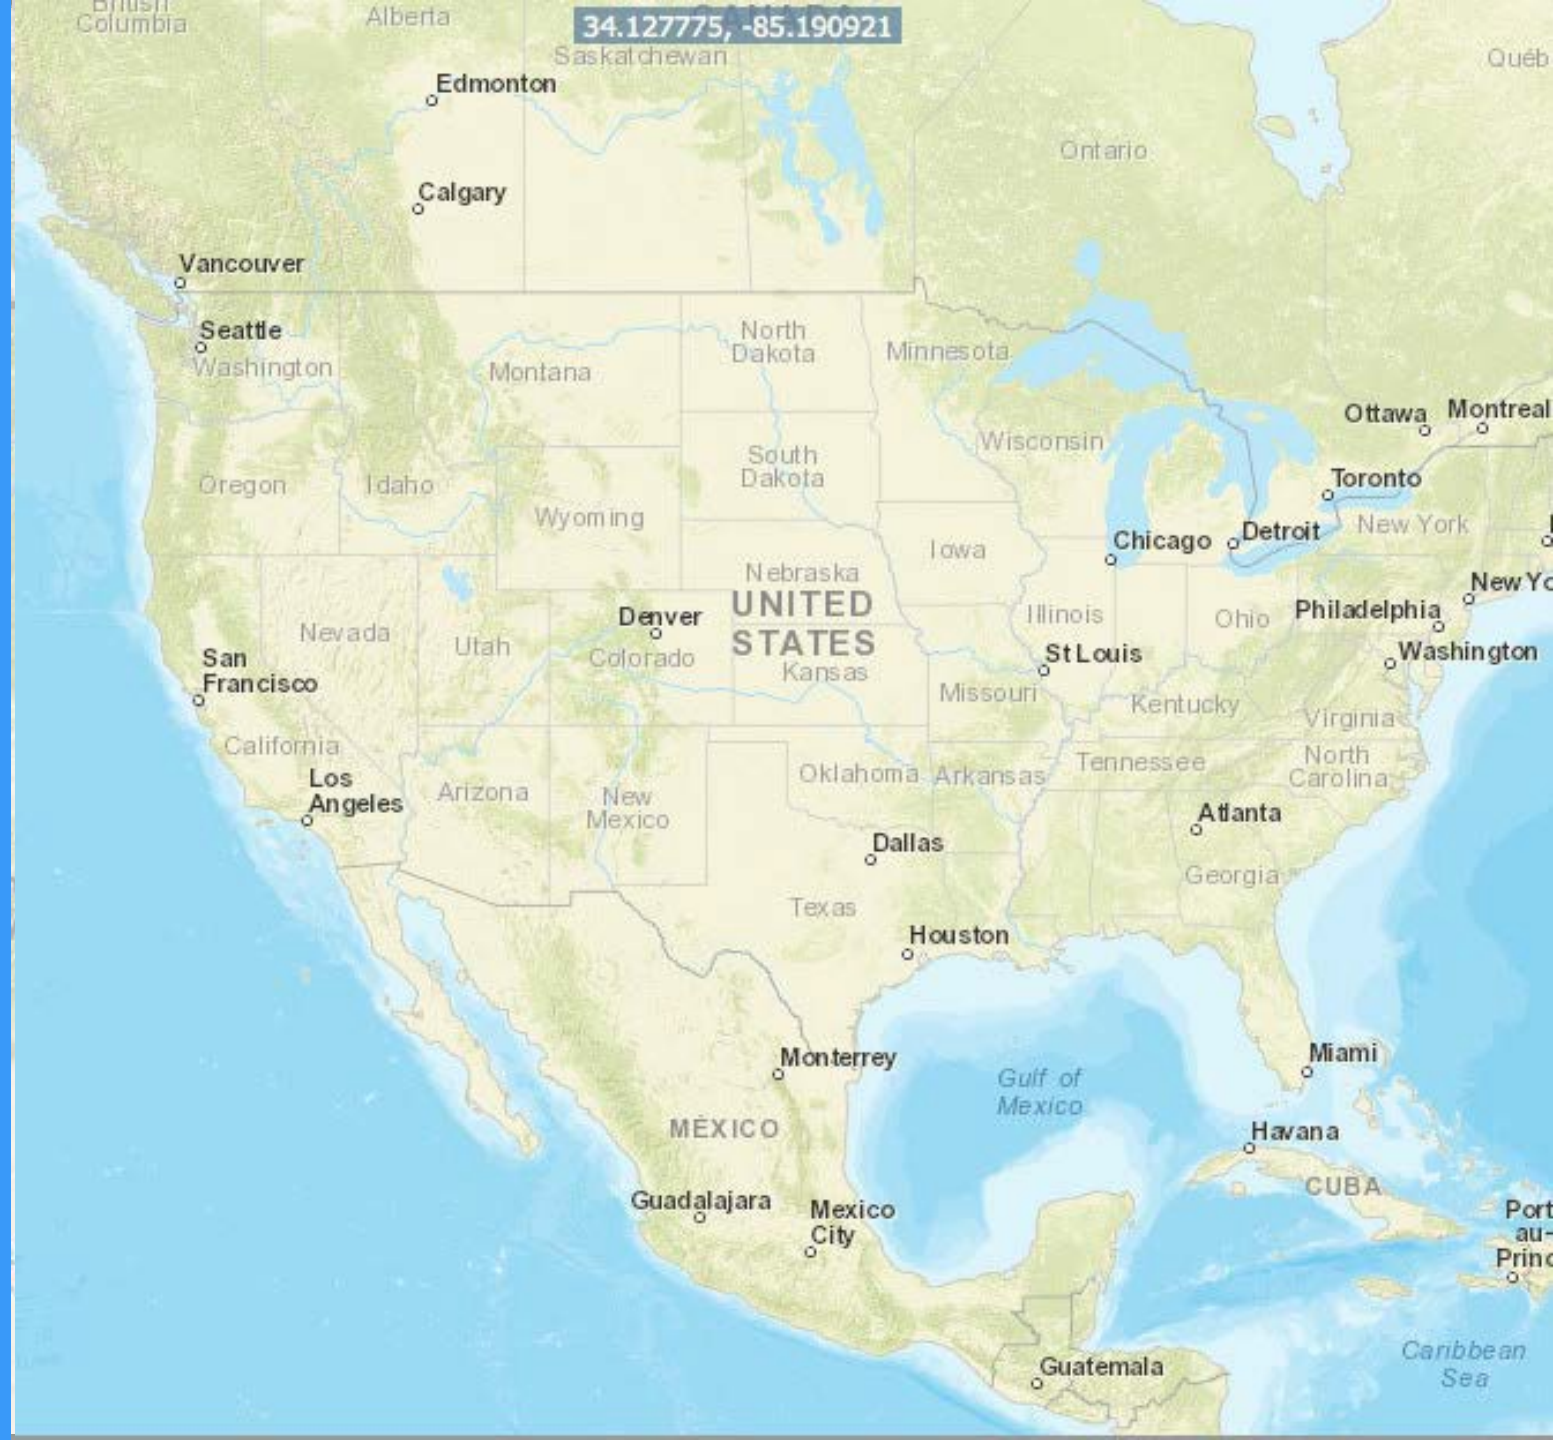 British
Columbia
Alberta
34.127775, -85.190921
Saskatchewan
Québ
Edmonton
Ontario
Calgary
Vancouver
Seattle
Washington
North
Dakota
Minnesota
Montana
Ottawa
Montreal
Wisconsin
South
Dakota
Toronto
Oregon
Idaho
Wyoming
New York
Chicago
Detroit
Iowa
Nebraska
New Yo
UNITED
STATES
Denver
Illinois
Ohio
Philadelphia
Nevada
Utah
Colorado
Kansas
St Louis
Washington
San
Francisco
Missouri
Kentucky
Virginia
California
Los
Angeles
Arizona
New
Mexico
Oklahoma
Arkansas
Tennessee
North
Carolina
Atlanta
Dallas
Georgia
Texas
Houston
Monterrey
Miami
Gulf of
Mexico
MÉXICO
Havana
CUBA
Guadalajara
Mexico
City
Port
au-
Princ
Caribbean
Sea
Guatemala